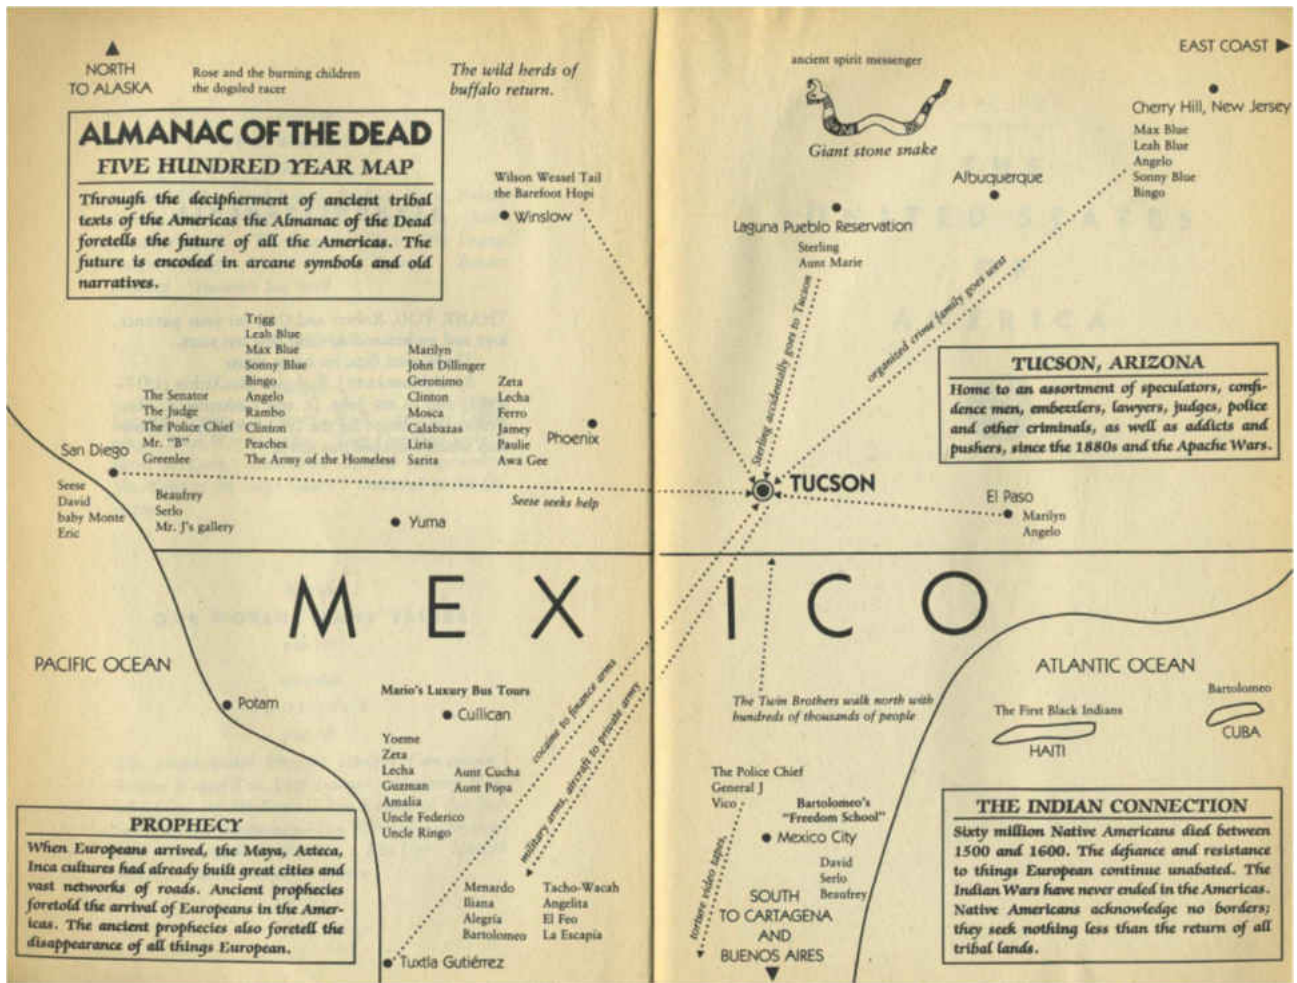 NORTH
TO ALASKA
Rose and the burning children
the dogsled racer
The wild herds of
buffalo return.
ALMANAC OF THE DEAD
FIVE HUNDRED YEAR MAP
Through the decipherment of ancient tribal
texts of the Americas the Almanac of the Dead
foretells the future of all the Americas. The
future is encoded in arcane symbols and old
narratives.
Wilson Weasel Tail
the Barefoot Hopi
Winslow
ancient spirit messenger
Giant stone snake
EAST COAST
Cherry Hill, New Jersey
Max Blue
Leah Blue
Angelo
Sonny Blue
Bingo
Albuquerque
Laguna Pueblo Reservation
Sterling
Aunt Marie
Sterling accidentally goes to Tucson
organized crime family goes west
TUCSON, ARIZONA
Home to an assortment of speculators, confi-
dence men, embezzlers, lawyers, judges, police
and other criminals, as well as addicts and
pushers, since the 1880s and the Apache Wars.
The Senator
The Judge
The Police Chief
Mr. "B"
Greenlee
Trigg
Leah Blue
Max Blue
Sonny Blue
Bingo
Angelo
Rambo
Clinton
Peaches
The Army of the Homeless
Marilyn
John Dillinger
Geronimo
Clinton
Mosca
Calabazas
Liria
Sarita
Zeta
Lecha
Ferro
Jamey
Paulie
Awa Gee
Phoenix
San Diego
Seese
David
baby Monte
Eric
Beaufrey
Serlo
Mr. J's gallery
Yuma
Seese seeks help
TUCSON
El Paso
Marilyn
Angelo
MEXICO
PACIFIC OCEAN
Potam
Mario's Luxury Bus Tours
Cullican
Yoeme
Zeta
Lecha
Guzman
Amalia
Uncle Federico
Uncle Ringo
Aunt Cucha
Aunt Popa
cocaine to finance arms
military arms, aircraft to private army
The Twin Brothers walk north with
hundreds of thousands of people
ATLANTIC OCEAN
The First Black Indians
HAITI
Bartolomeo
CUBA
PROPHECY
When Europeans arrived, the Maya, Azteca,
Inca cultures had already built great cities and
vast networks of roads. Ancient prophecies
foretold the arrival of Europeans in the Amer-
icas. The ancient prophecies also foretell the
disappearance of all things European.
Menardo
Iliana
Alegría
Bartolomeo
Tacho-Wacah
Angelita
El Feo
La Escapía
Tuxtla Gutiérrez
The Police Chief
General J
Vico
torture video tapes,
Bartolomeo's
"Freedom School"
Mexico City
David
Serlo
Beaufrey
SOUTH
TO CARTAGENA
AND
BUENOS AIRES
THE INDIAN CONNECTION
Sixty million Native Americans died between
1500 and 1600. The defiance and resistance
to things European continue unabated. The
Indian Wars have never ended in the Americas.
Native Americans acknowledge no borders;
they seek nothing less than the return of all
tribal lands.